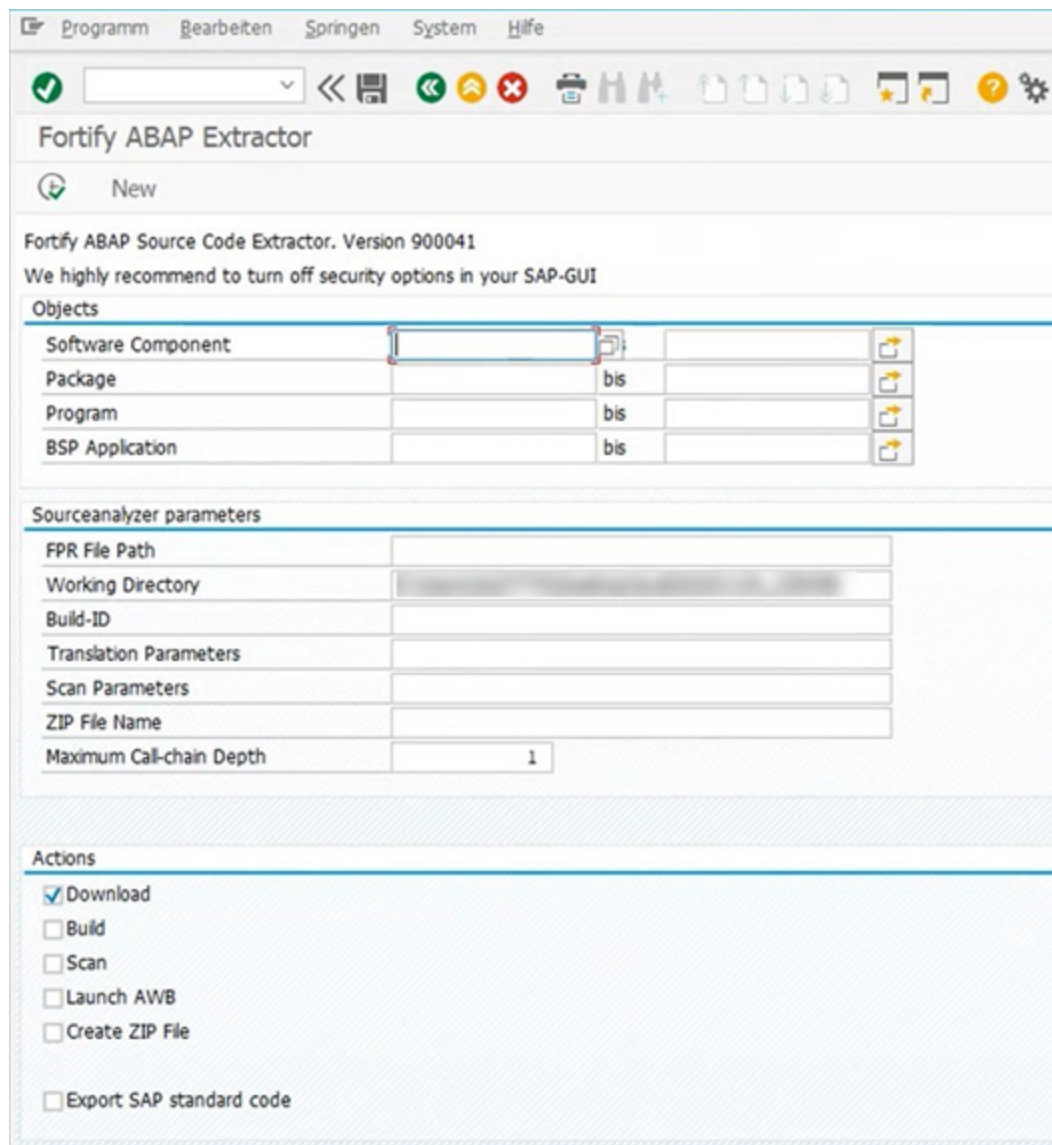 Programm Bearbeiten Springen System Hilfe
Fortify ABAP Extractor
New
Fortify ABAP Source Code Extractor. Version 900041
We highly recommend to turn off security options in your SAP-GUI
Objects
Software Component
Package bis
Program bis
BSP Application bis
Sourceanalyzer parameters
FPR File Path
Working Directory
Build-ID
Translation Parameters
Scan Parameters
ZIP File Name
Maximum Call-chain Depth 1
Actions
Download
Build
Scan
Launch AWB
Create ZIP File
Export SAP standard code